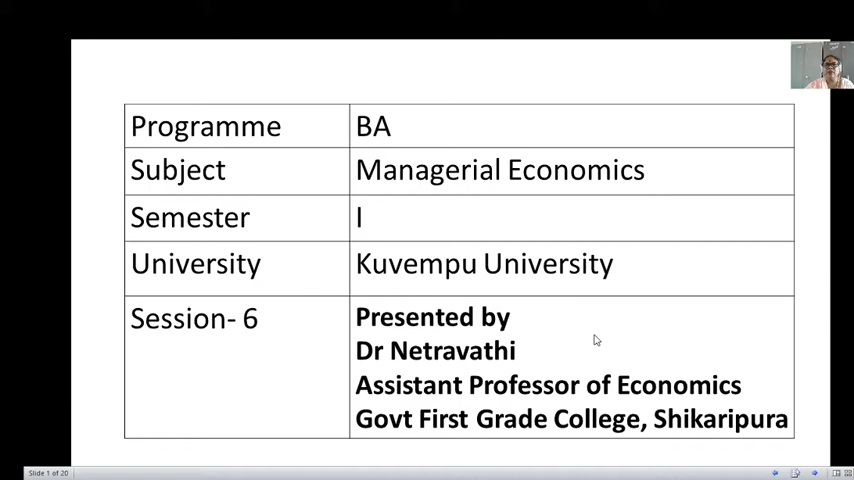 Programme BA
Subject Managerial Economics
Semester I
University Kuvempu University
Session- 6 Presented by
Dr Netravathi
Assistant Professor of Economics
Govt First Grade College, Shikaripura
Slide 1 of 20